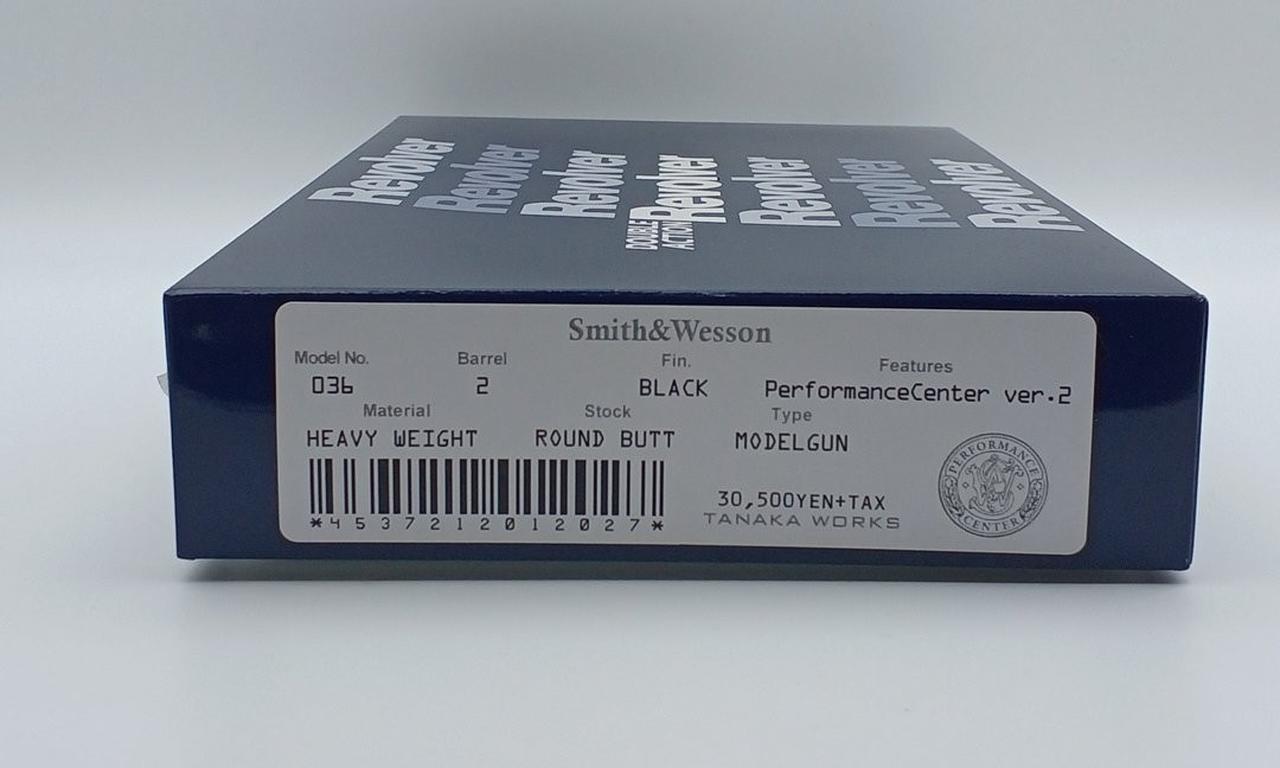 Revolver
Revolver
Revolver
DOUBLE ACTION Revolver
Revolver
Revolver
Revolver
Smith&Wesson
Model No. Barrel Fin. Features
036 2 BLACK PerformanceCenter ver.2
Material Stock Type
HEAVY WEIGHT ROUND BUTT MODELGUN
*4537212012027*
30,500YEN+TAX
TANAKA WORKS
PERFORMANCE
CENTER